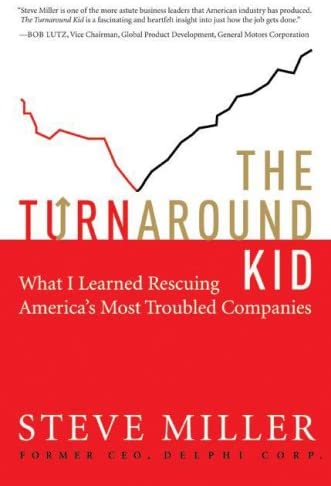 "Steve Miller is one of the more astute business leaders that American industry has produced.
The Turnaround Kid is a fascinating and heartfelt insight into just how the job gets done."
—BOB LUTZ, Vice Chairman, Global Product Development, General Motors Corporation
THE
TURNAROUND
KID
What I Learned Rescuing
America's Most Troubled Companies
STEVE MILLER
FORMER CEO, DELPHI CORP.